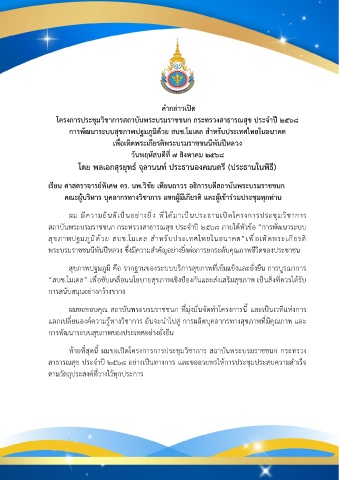 คำกล่าวเปิด
โครงการประชุมวิชาการสถาบันพระบรมราชชนก กระทรวงสาธารณสุข ประจำปี ๒๕๖๘
การพัฒนาระบบสุขภาพปฐมภูมิด้วย สบช.โมเดล สำหรับประเทศไทยในอนาคต
เพื่อเทิดพระเกียรติพระบรมราชชนนีพันปีหลวง
วันพฤหัสบดีที่ ๗ สิงหาคม ๒๕๖๘
โดย พลเอกสุรยุทธ์ จุลานนท์ ประธานองคมนตรี (ประธานในพิธี)
เรียน ศาสตราจารย์พิเศษ ดร. นพ.วิชัย เทียนถาวร อธิการบดีสถาบันพระบรมราชชนก
คณะผู้บริหาร บุคลากรทางวิชาการ แขกผู้มีเกียรติ และผู้เข้าร่วมประชุมทุกท่าน
ผม มีความยินดีเป็นอย่างยิ่ง ที่ได้มาเป็นประธานเปิดโครงการประชุมวิชาการ
สถาบันพระบรมราชชนก กระทรวงสาธารณสุข ประจำปี ๒๕๖๘ ภายใต้หัวข้อ "การพัฒนาระบบ
สุขภาพปฐมภูมิด้วย สบช.โมเดล สำหรับประเทศไทยในอนาคต"เพื่อเทิดพระเกียรติ
พระบรมราชชนนีพันปีหลวง ซึ่งมีความสำคัญอย่างยิ่งต่อการยกระดับคุณภาพชีวิตของประชาชน
สุขภาพปฐมภูมิ คือ รากฐานของระบบบริการสุขภาพที่เข้มแข็งและยั่งยืน การบูรณาการ
"สบช.โมเดล" เพื่อขับเคลื่อนนโยบายสุขภาพเชิงป้องกันและส่งเสริมสุขภาพ เป็นสิ่งที่ควรได้รับ
การสนับสนุนอย่างกว้างขวาง
ผมขอขอบคุณ สถาบันพระบรมราชชนก ที่มุ่งมั่นจัดทำโครงการนี้ และเป็นเวทีแห่งการ
แลกเปลี่ยนองค์ความรู้ทางวิชาการ อันจะนำไปสู่ การผลิตบุคลากรทางสุขภาพที่มีคุณภาพ และ
การพัฒนาระบบสุขภาพของประเทศอย่างยั่งยืน
ท้ายที่สุดนี้ ผมขอเปิดโครงการการประชุมวิชาการ สถาบันพระบรมราชชนก กระทรวง
สาธารณสุข ประจำปี ๒๕๖๘ อย่างเป็นทางการ และขออวยพรให้การประชุมประสบความสำเร็จ
ตามวัตถุประสงค์ที่วางไว้ทุกประการ